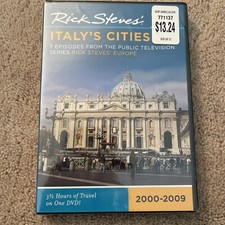 Rick Steves'
ITALY'S CITIES
7 EPISODES FROM THE PUBLIC TELEVISION
SERIES RICK STEVES' EUROPE
771137
$13.24
3½ Hours of Travel
on One DVD!
2000-2009